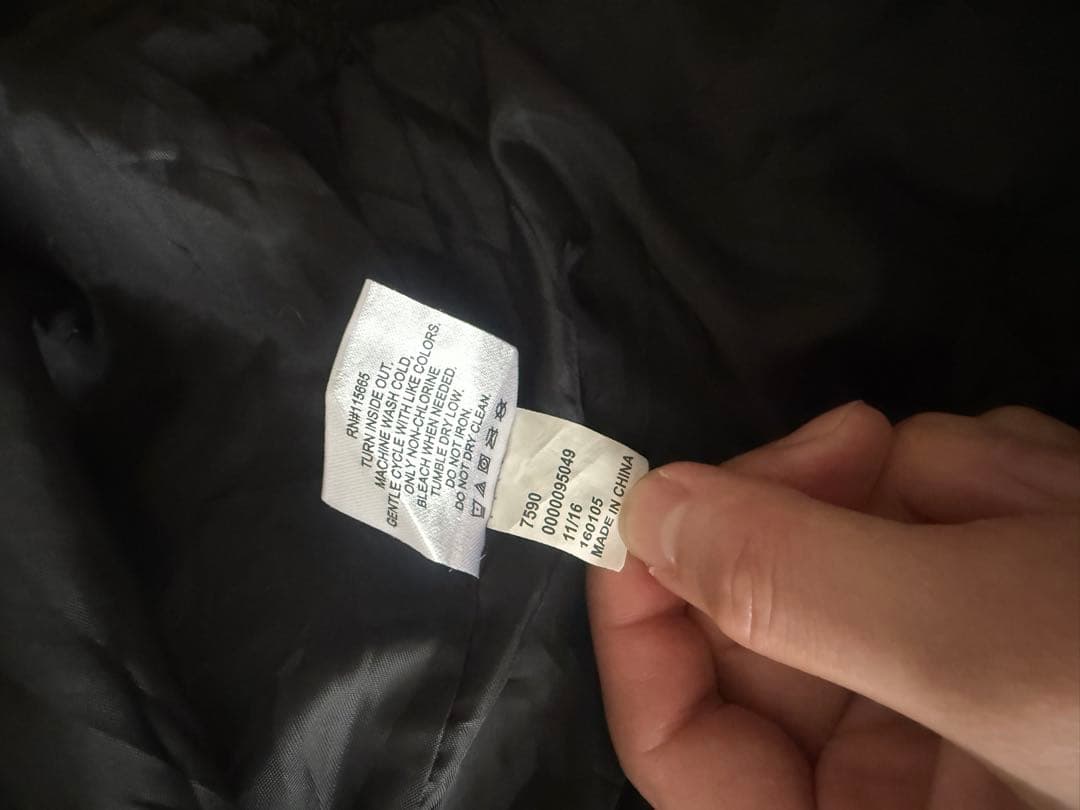 RN#115665
TURN INSIDE OUT.
MACHINE WASH COLD,
GENTLE CYCLE WITH LIKE COLORS.
ONLY NON-CHLORINE
BLEACH WHEN NEEDED.
TUMBLE DRY LOW.
DO NOT IRON.
DO NOT DRY CLEAN.
7590
0000095049
11/16
160105
MADE IN CHINA